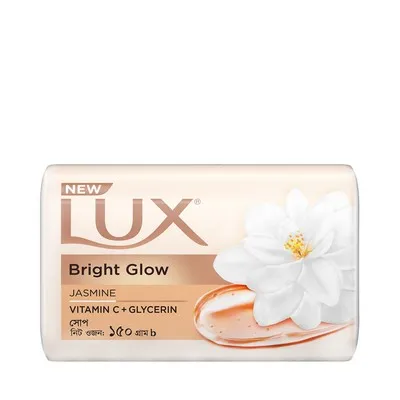 NEW
LUX
Bright Glow
JASMINE
VITAMIN C + GLYCERIN
সোপ
নিট ওজন: ১৫০ গ্রাম b